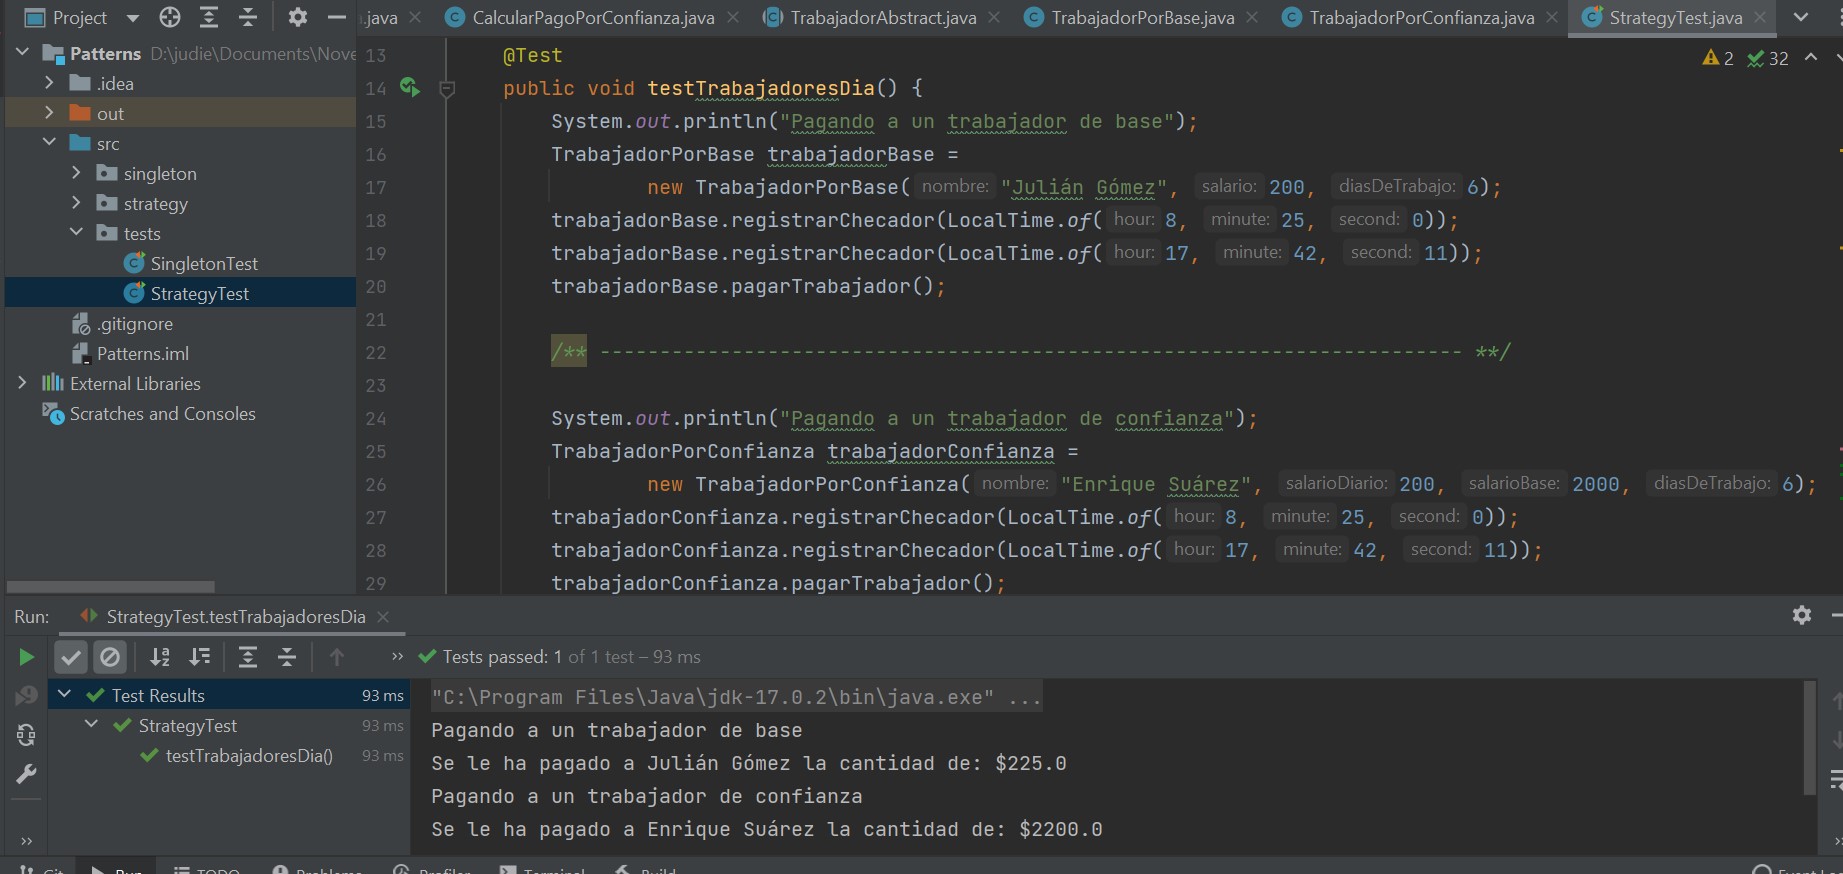 Project
.java
CalcularPagoPorConfianza.java
TrabajadorAbstract.java
TrabajadorPorBase.java
TrabajadorPorConfianza.java
StrategyTest.java
Patterns D:\judie\Documents\Nove
.idea
out
src
singleton
strategy
tests
SingletonTest
StrategyTest
.gitignore
Patterns.iml
External Libraries
Scratches and Consoles
2 32
13 @Test
14 public void testTrabajadoresDia() {
15 System.out.println("Pagando a un trabajador de base");
16 TrabajadorPorBase trabajadorBase =
17 new TrabajadorPorBase( nombre: "Julián Gómez", salario: 200, diasDeTrabajo: 6);
18 trabajadorBase.registrarChecador(LocalTime.of( hour: 8, minute: 25, second: 0));
19 trabajadorBase.registrarChecador(LocalTime.of( hour: 17, minute: 42, second: 11));
20 trabajadorBase.pagarTrabajador();
21
22 /** ------------------------------------------------------------------------ **/
23
24 System.out.println("Pagando a un trabajador de confianza");
25 TrabajadorPorConfianza trabajadorConfianza =
26 new TrabajadorPorConfianza( nombre: "Enrique Suárez", salarioDiario: 200, salarioBase: 2000, diasDeTrabajo: 6);
27 trabajadorConfianza.registrarChecador(LocalTime.of( hour: 8, minute: 25, second: 0));
28 trabajadorConfianza.registrarChecador(LocalTime.of( hour: 17, minute: 42, second: 11));
29 trabajadorConfianza.pagarTrabajador();
Run: StrategyTest.testTrabajadoresDia
Tests passed: 1 of 1 test – 93 ms
Test Results 93 ms
StrategyTest 93 ms
testTrabajadoresDia() 93 ms
"C:\Program Files\Java\jdk-17.0.2\bin\java.exe" ...
Pagando a un trabajador de base
Se le ha pagado a Julián Gómez la cantidad de: $225.0
Pagando a un trabajador de confianza
Se le ha pagado a Enrique Suárez la cantidad de: $2200.0
Git Run TODO Problems Profiler Terminal Build Event Lo